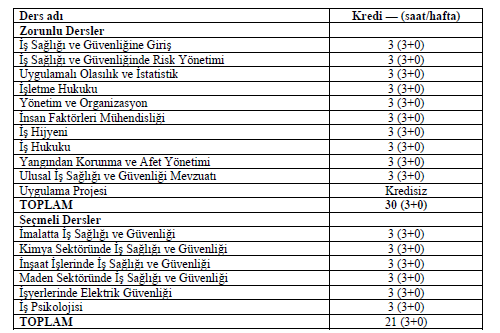 Ders adı Kredi — (saat/hafta)
Zorunlu Dersler
İş Sağlığı ve Güvenliğine Giriş 3 (3+0)
İş Sağlığı ve Güvenliğinde Risk Yönetimi 3 (3+0)
Uygulamalı Olasılık ve İstatistik 3 (3+0)
İşletme Hukuku 3 (3+0)
Yönetim ve Organizasyon 3 (3+0)
İnsan Faktörleri Mühendisliği 3 (3+0)
İş Hijyeni 3 (3+0)
İş Hukuku 3 (3+0)
Yangından Korunma ve Afet Yönetimi 3 (3+0)
Ulusal İş Sağlığı ve Güvenliği Mevzuatı 3 (3+0)
Uygulama Projesi Kredisiz
TOPLAM 30 (3+0)
Seçmeli Dersler
İmalatta İş Sağlığı ve Güvenliği 3 (3+0)
Kimya Sektöründe İş Sağlığı ve Güvenliği 3 (3+0)
İnşaat İşlerinde İş Sağlığı ve Güvenliği 3 (3+0)
Maden Sektöründe İş Sağlığı ve Güvenliği 3 (3+0)
İşyerlerinde Elektrik Güvenliği 3 (3+0)
İş Psikolojisi 3 (3+0)
TOPLAM 21 (3+0)